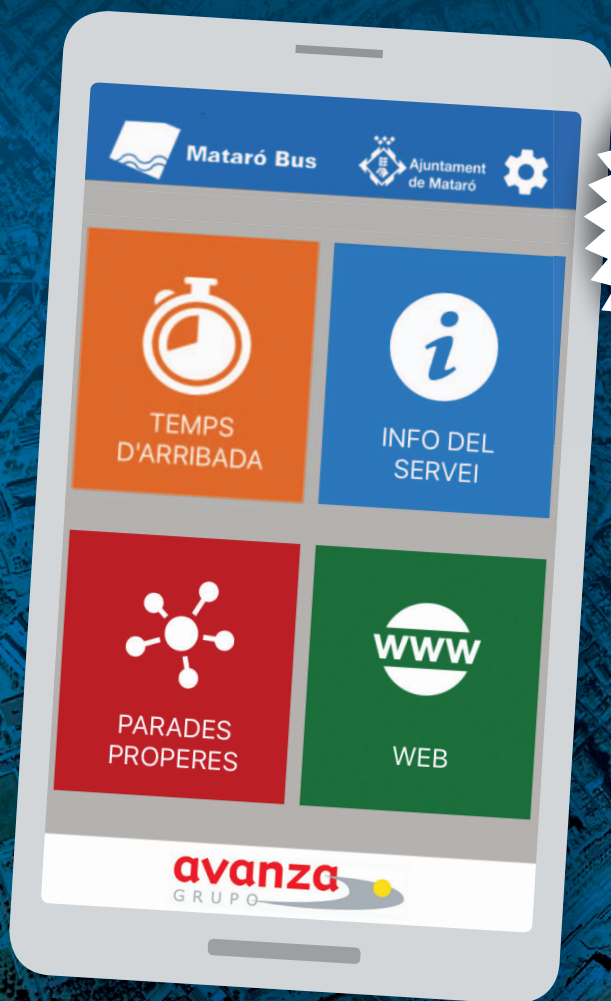 Mataró Bus
Ajuntament
de Mataró
TEMPS
D'ARRIBADA
i
INFO DEL
SERVEI
PARADES
PROPERES
www
WEB
avanza
GRUPO